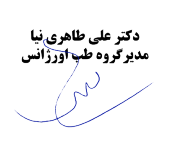 دکتر علی طاهری نیا
مدیرگروه طب اورژانس